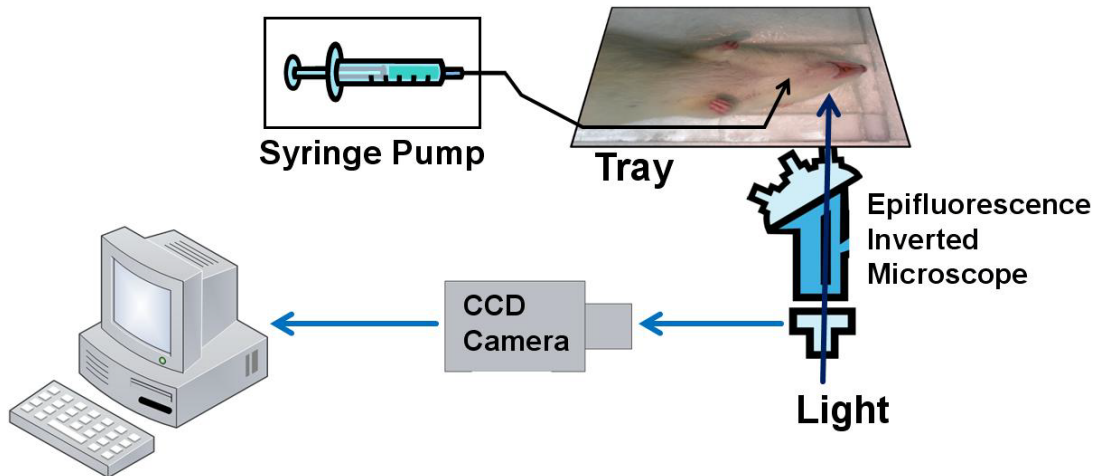 Syringe Pump
Tray
Epifluorescence
Inverted
Microscope
CCD
Camera
Light